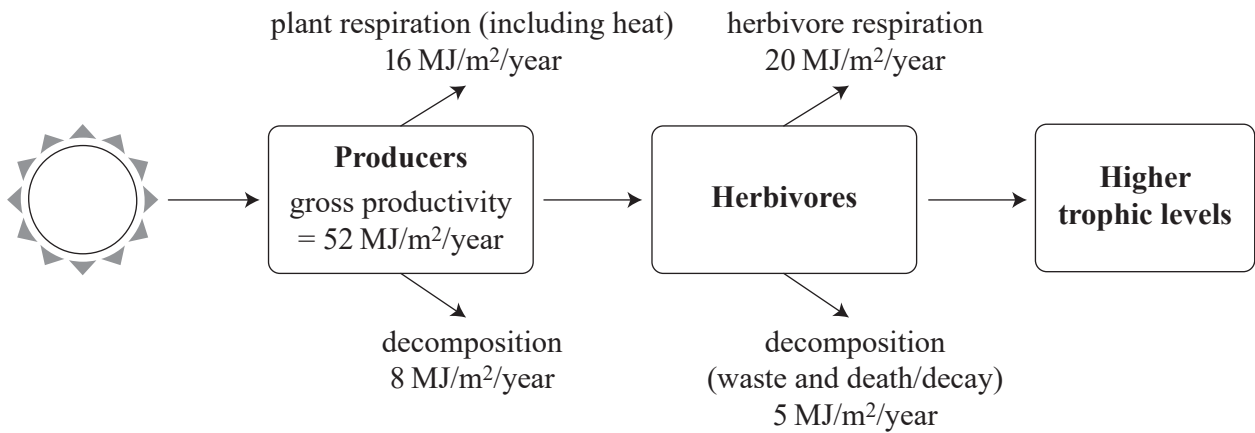 plant respiration (including heat)
16 MJ/m²/year
herbivore respiration
20 MJ/m²/year
Producers
gross productivity
= 52 MJ/m²/year
Herbivores
Higher
trophic levels
decomposition
8 MJ/m²/year
decomposition
(waste and death/decay)
5 MJ/m²/year